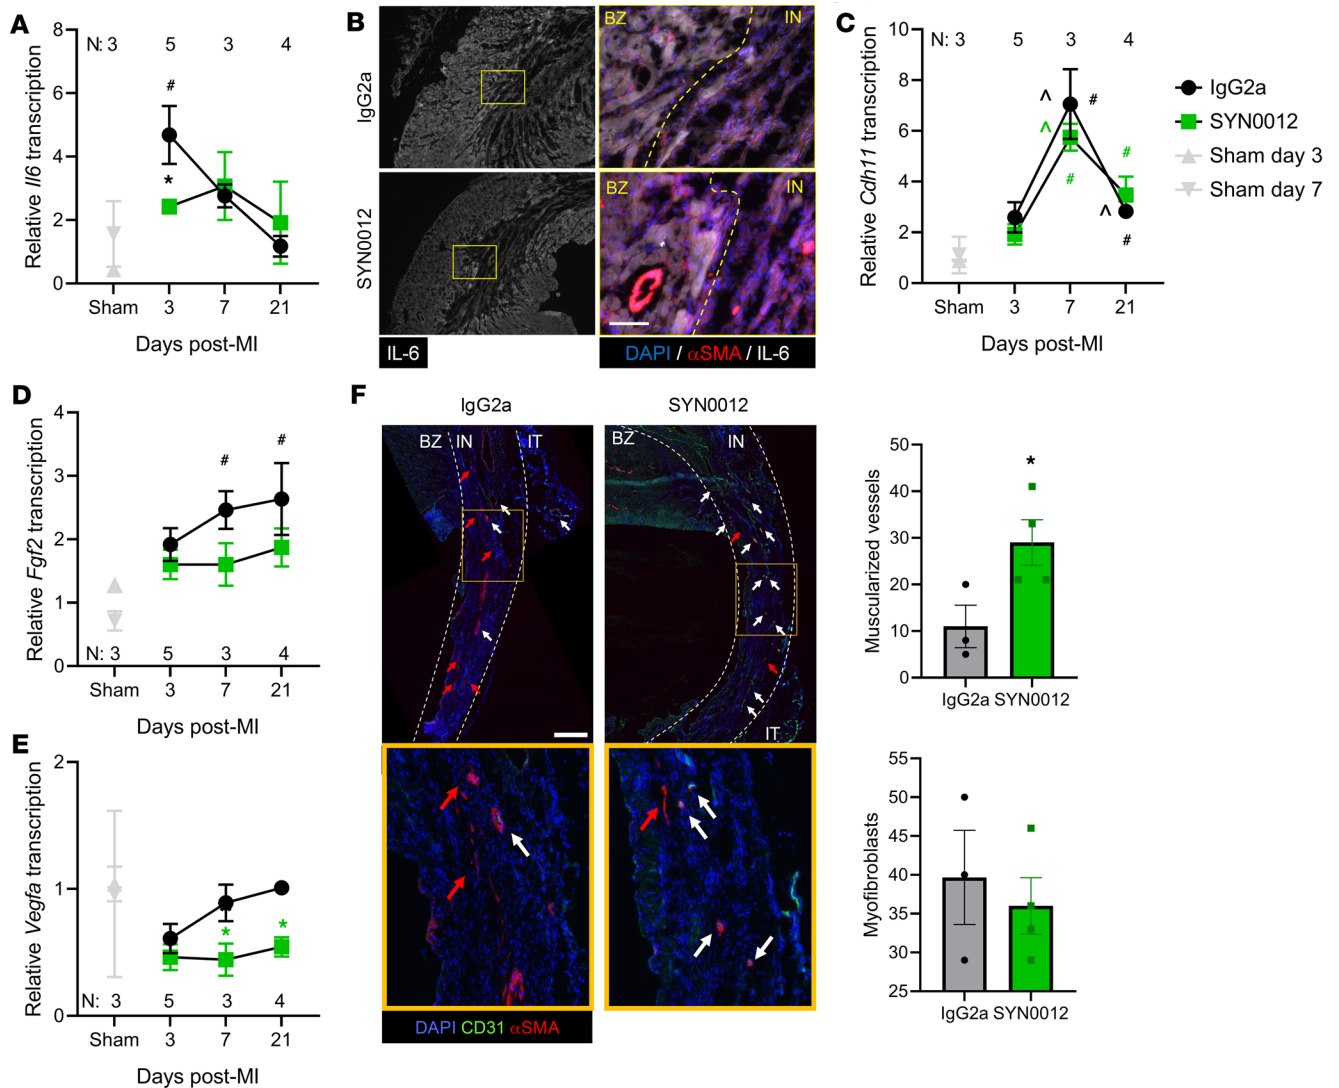 A
Relative Il6 transcription
8
6
4
2
0
N: 3 5 3 4
#
*
Sham 3 7 21
Days post-MI
B
IgG2a
SYN0012
BZ IN
BZ IN
IL-6
DAPI / αSMA / IL-6
C
Relative Cdh11 transcription
10
8
6
4
2
0
N: 3 5 3 4
^ #
^
#
#
^
#
Sham 3 7 21
Days post-MI
IgG2a
SYN0012
Sham day 3
Sham day 7
D
Relative Fgf2 transcription
4
3
2
1
0
# #
N: 3 5 3 4
Sham 3 7 21
Days post-MI
E
Relative Vegfa transcription
2
1
0
* *
N: 3 5 3 4
Sham 3 7 21
Days post-MI
F
IgG2a SYN0012
BZ IN IT
BZ IN
IT
DAPI CD31 αSMA
Muscularized vessels
50
40
30
20
10
0
*
IgG2a SYN0012
Myofibroblasts
55
50
45
40
35
30
25
IgG2a SYN0012